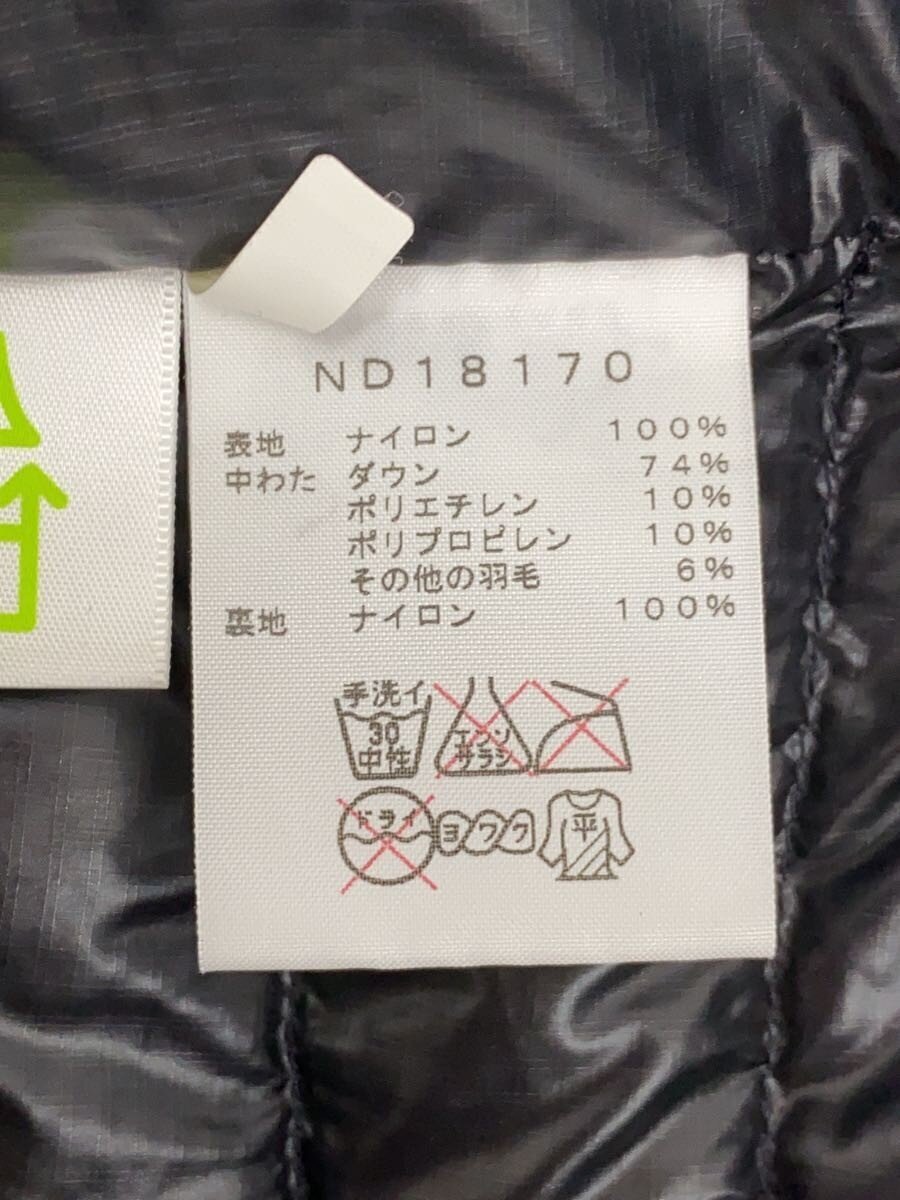 ND18170
表地 ナイロン 100%
中わた ダウン 74%
ポリエチレン 10%
ポリプロピレン 10%
その他の羽毛 6%
裏地 ナイロン 100%
手洗イ
30
中性
エンソ
サラシ
ドライ
ヨワク
平